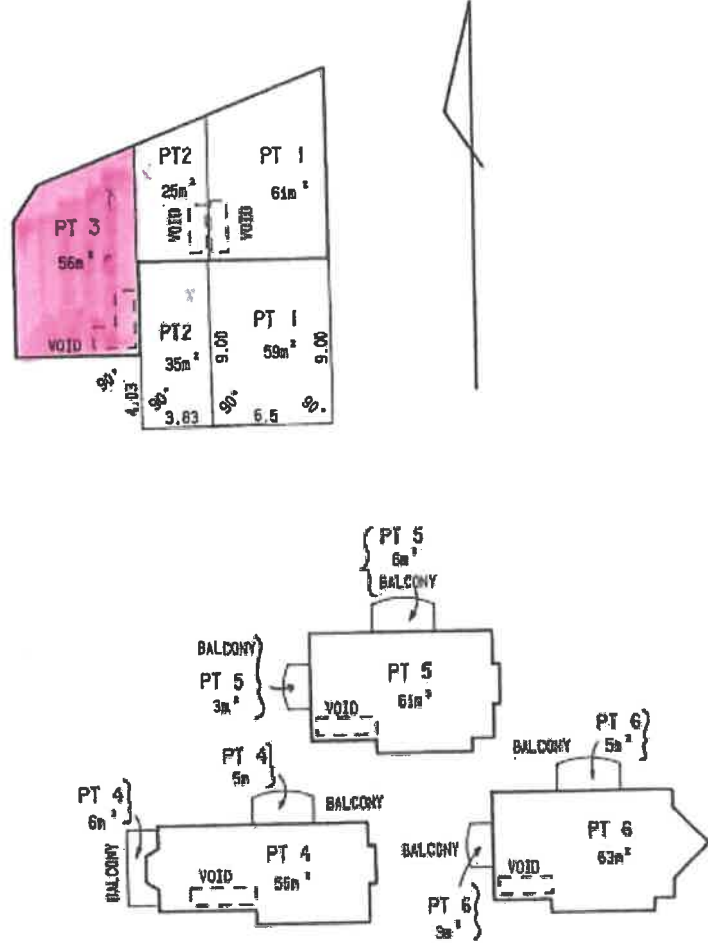 PT2
25m²
PT 1
61m²
VOID
VOID
PT 3
56m²
VOID
PT2
35m²
PT 1
59m²
9.00
9.00
90°
4.03
90°
90°
90°
3.83
6.5
PT 5
6m²
BALCONY
BALCONY
PT 5
3m²
PT 5
61m²
VOID
PT 4
5m
BALCONY
PT 4
6m²
BALCONY
PT 4
VOID
PT 6
5m²
BALCONY
PT 6
63m²
BALCONY
VOID
PT 6
3m²